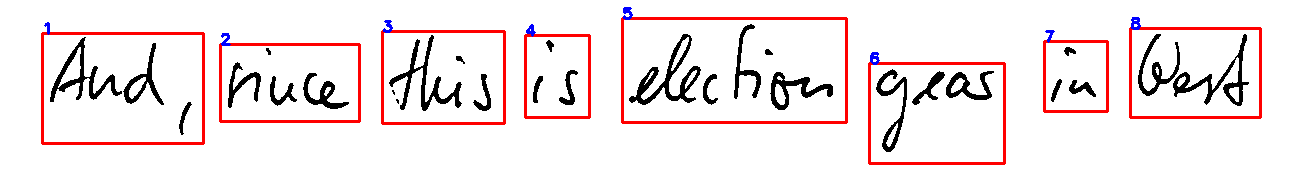 And, since this is election year in West